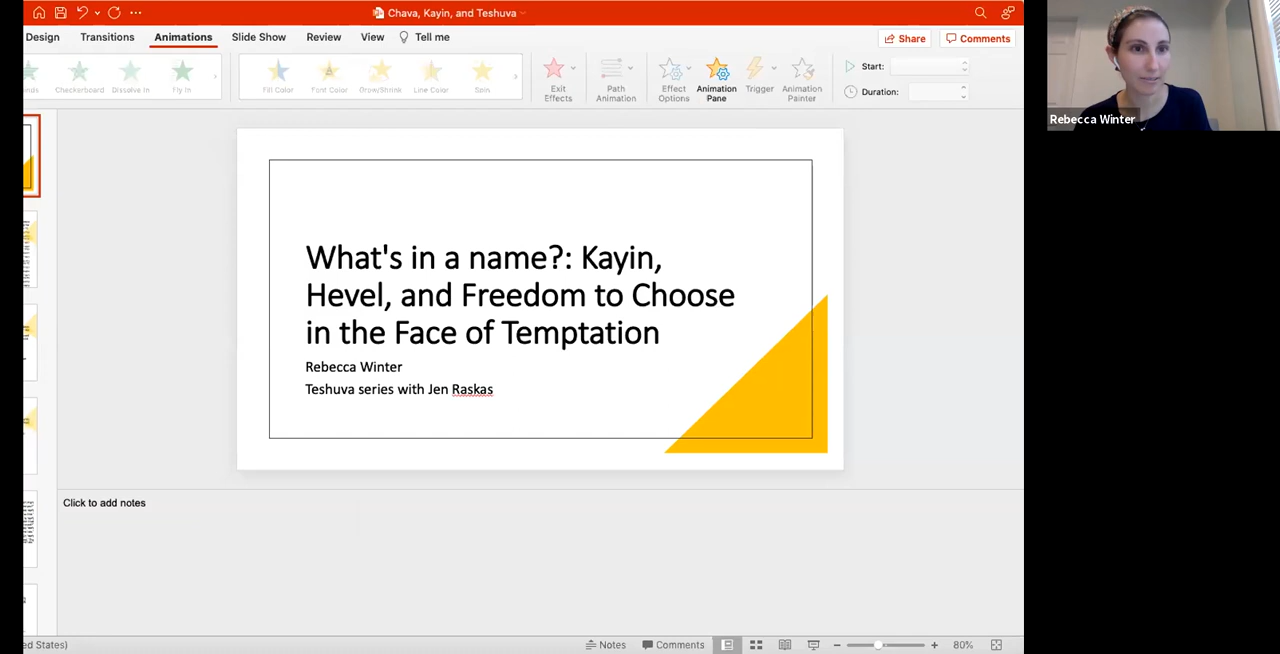 Chava, Kayin, and Teshuva
Design Transitions Animations Slide Show Review View Tell me
Share Comments
Checkerboard Dissolve In Fly In
Fill Color Font Color Grow/Shrink Line Color Spin
Exit Effects
Path Animation
Effect Options
Animation Pane
Trigger
Animation Painter
Start:
Duration:
Rebecca Winter
What's in a name?: Kayin,
Hevel, and Freedom to Choose
in the Face of Temptation
Rebecca Winter
Teshuva series with Jen Raskas
Click to add notes
ed States) Notes Comments 80%